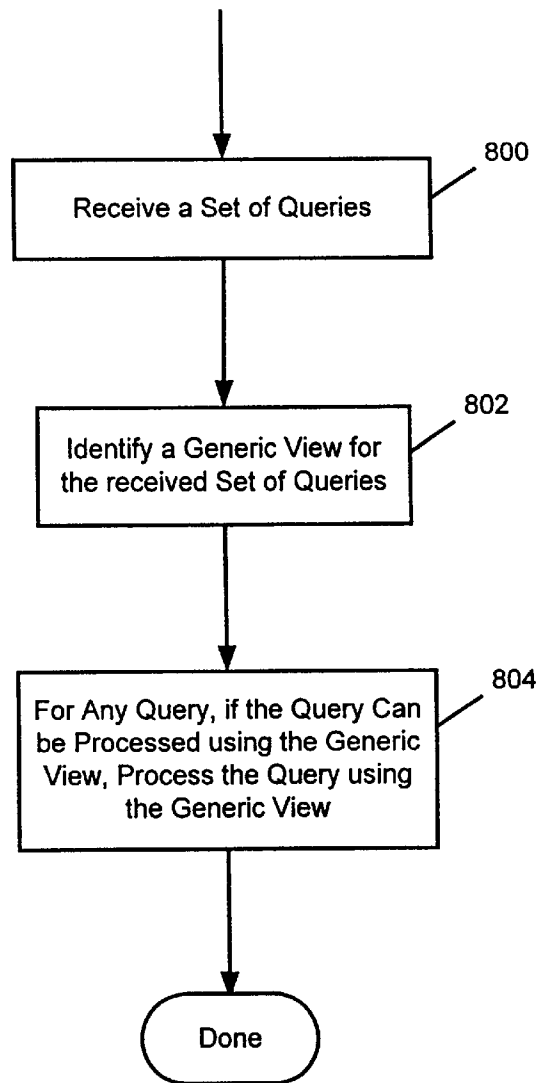 800
Receive a Set of Queries
802
Identify a Generic View for
the received Set of Queries
804
For Any Query, if the Query Can
be Processed using the Generic
View, Process the Query using
the Generic View
Done